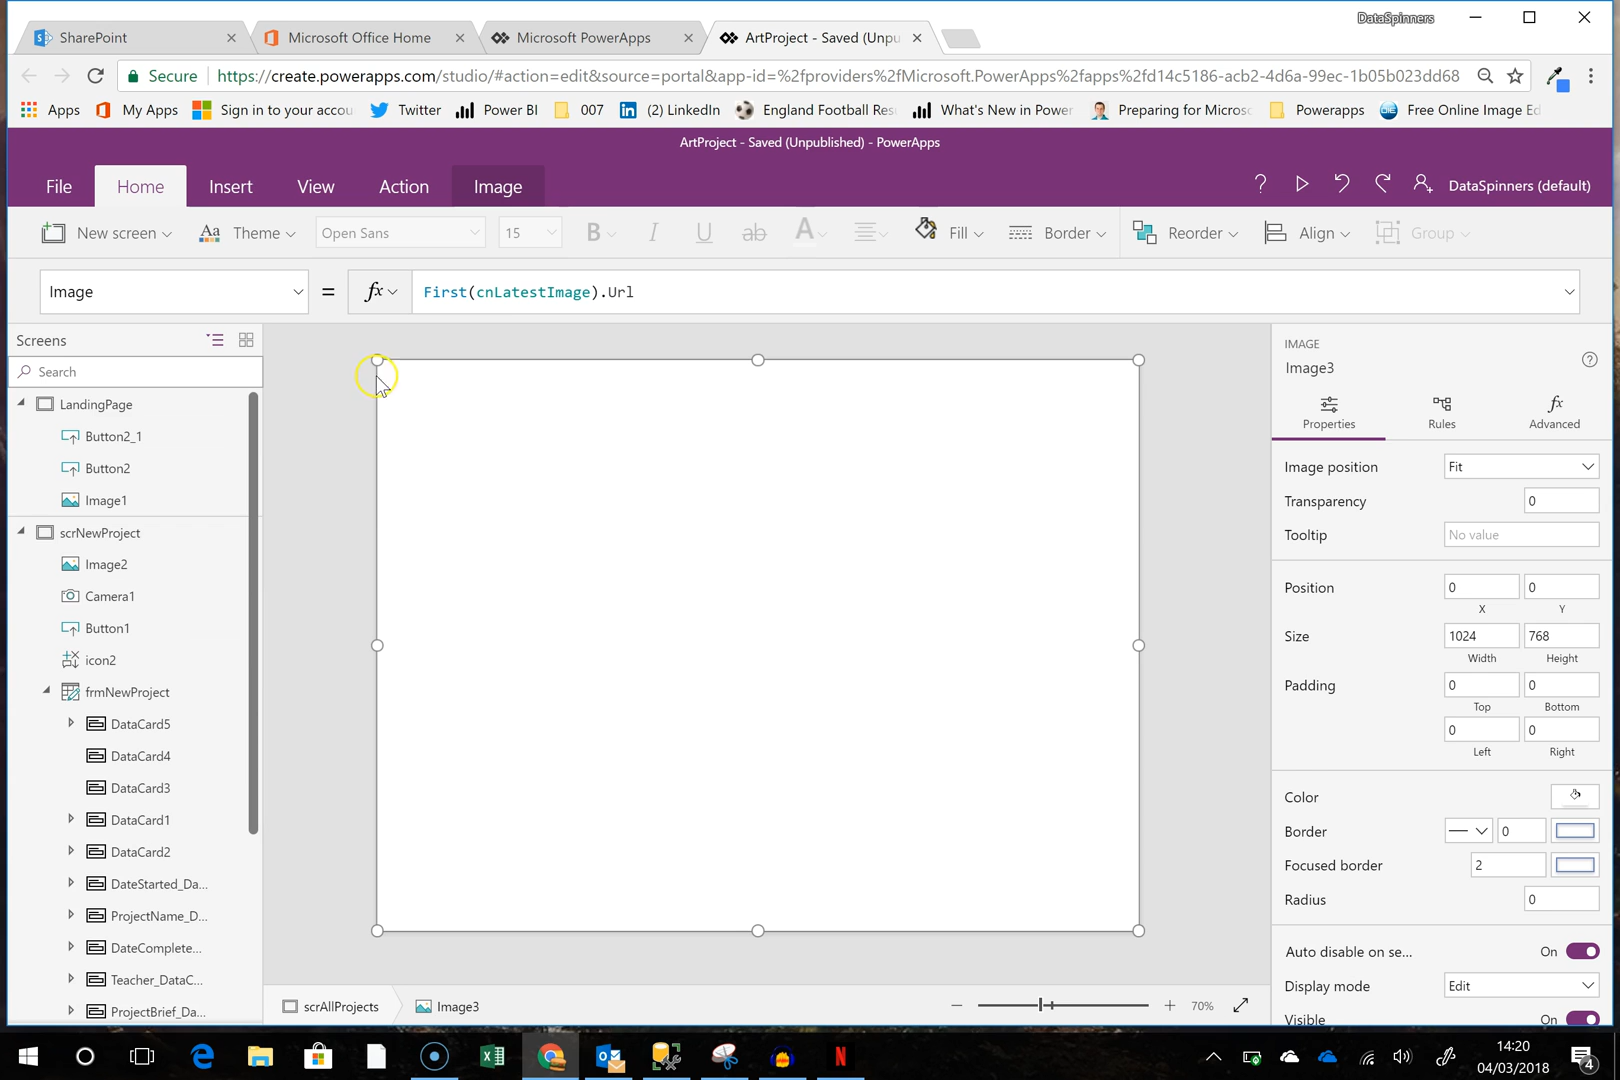 DataSpinners
SharePoint
Microsoft Office Home
Microsoft PowerApps
ArtProject - Saved (Unpu
Secure
https://create.powerapps.com/studio/#action=edit&source=portal&app-id=%2fproviders%2fMicrosoft.PowerApps%2fapps%2fd14c5186-acb2-4d6a-99ec-1b05b023dd68
Apps
My Apps
Sign in to your accou
Twitter
Power BI
007
(2) LinkedIn
England Football Res
What's New in Power
Preparing for Micros
Powerapps
Free Online Image Ed
ArtProject - Saved (Unpublished) - PowerApps
File
Home
Insert
View
Action
Image
?
DataSpinners (default)
New screen
Theme
Open Sans
15
B
I
U
ab
A
Fill
Border
Reorder
Align
Group
Image
=
fx
First(cnLatestImage).Url
Screens
Search
LandingPage
Button2_1
Button2
Image1
scrNewProject
Image2
Camera1
Button1
icon2
frmNewProject
DataCard5
DataCard4
DataCard3
DataCard1
DataCard2
DateStarted_Da...
ProjectName_D...
DateComplete...
Teacher_DataC...
ProjectBrief_Da...
scrAllProjects
Image3
70%
IMAGE
Image3
Properties
Rules
fx
Advanced
Image position
Fit
Transparency
0
Tooltip
No value
Position
0
0
X
Y
Size
1024
768
Width
Height
Padding
0
0
Top
Bottom
0
0
Left
Right
Color
Border
0
Focused border
2
Radius
0
Auto disable on se...
On
Display mode
Edit
Visible
On
14:20
04/03/2018
4